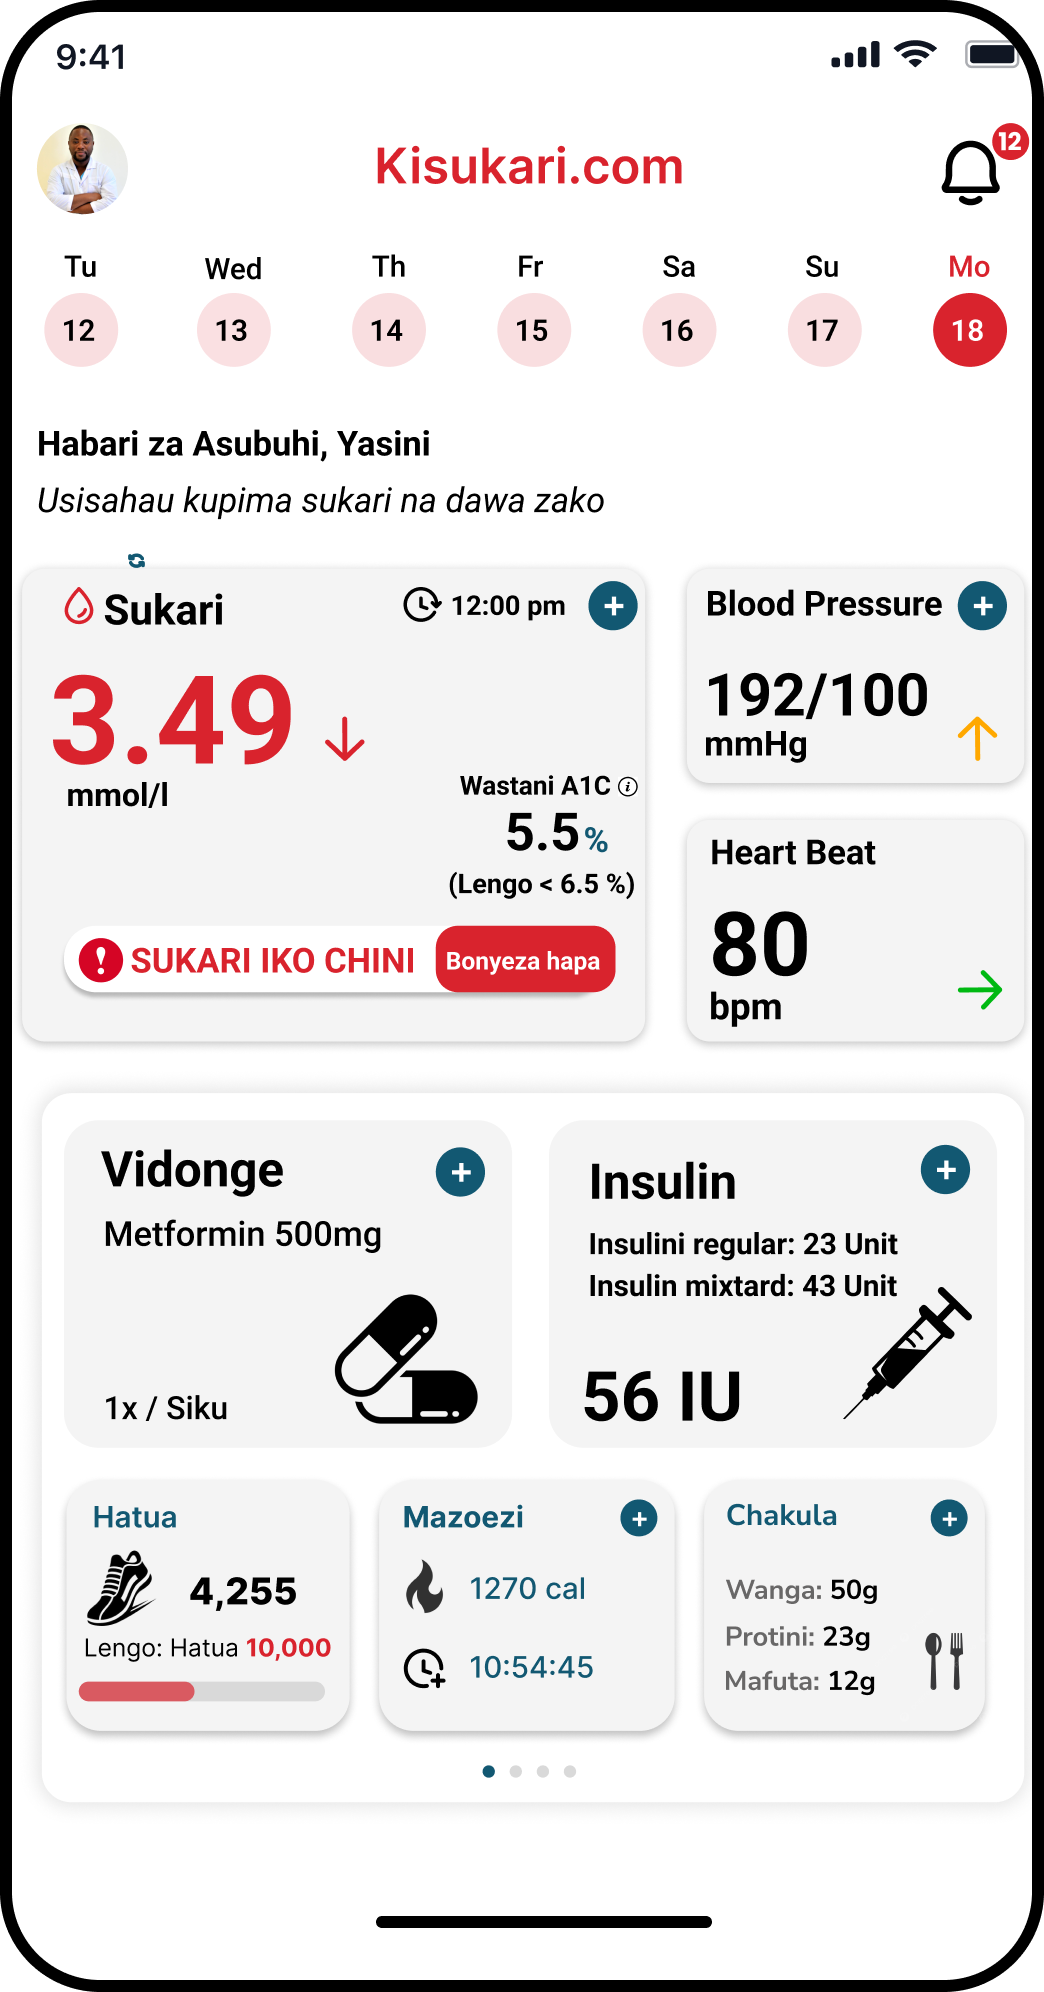 9:41
Kisukari.com
12
Tu Wed Th Fr Sa Su Mo
12 13 14 15 16 17 18
Habari za Asubuhi, Yasini
Usisahau kupima sukari na dawa zako
Sukari
12:00 pm
+
3.49
mmol/l
Wastani A1C i
5.5%
(Lengo < 6.5 %)
! SUKARI IKO CHINI
Bonyeza hapa
Blood Pressure
+
192/100
mmHg
Heart Beat
80
bpm
Vidonge
+
Metformin 500mg
1x / Siku
Insulin
+
Insulini regular: 23 Unit
Insulin mixtard: 43 Unit
56 IU
Hatua
4,255
Lengo: Hatua 10,000
Mazoezi
+
1270 cal
10:54:45
Chakula
+
Wanga: 50g
Protini: 23g
Mafuta: 12g